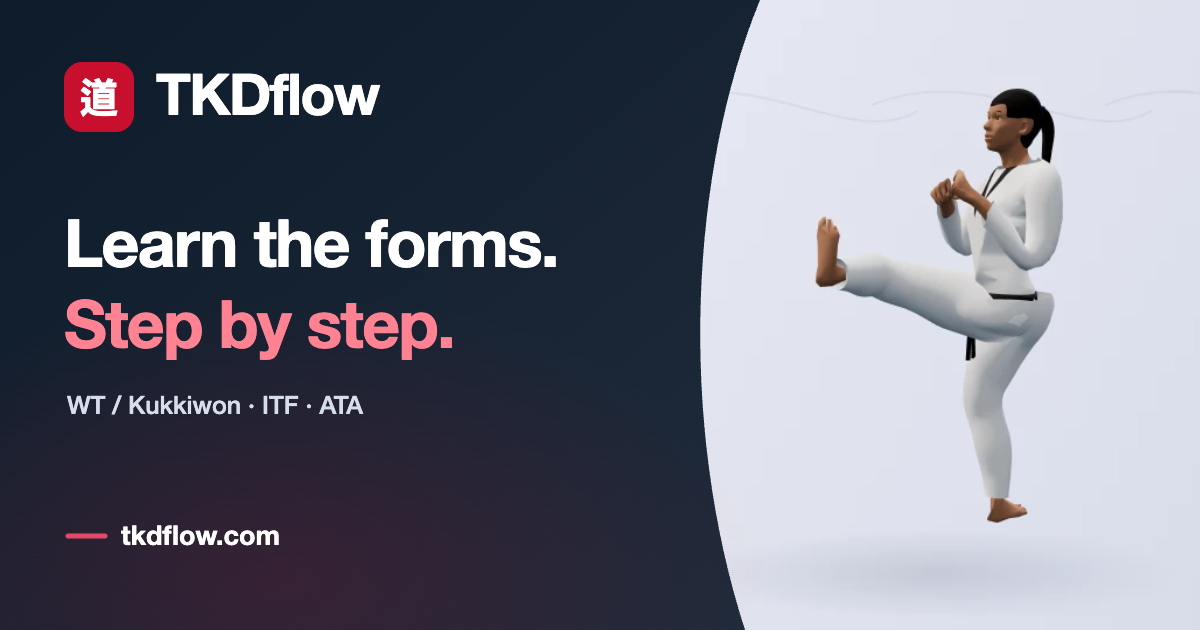 道 TKDflow
Learn the forms.
Step by step.
WT / Kukkiwon · ITF · ATA
tkdflow.com